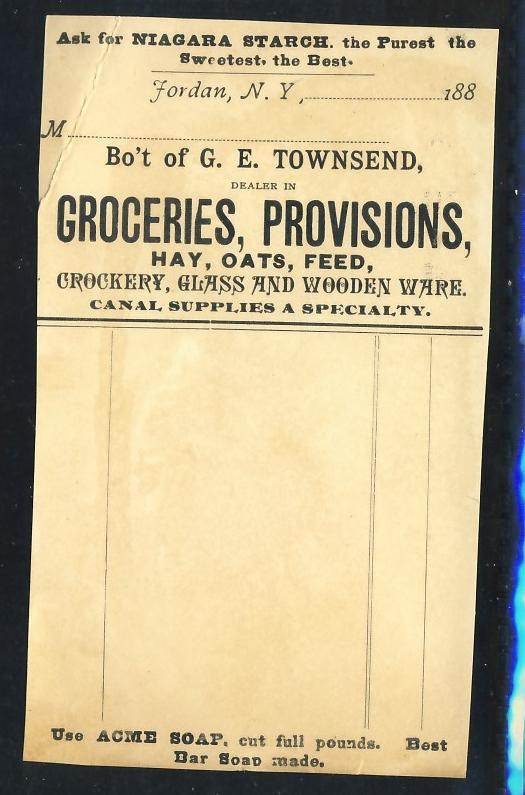 Ask for NIAGARA STARCH. the Purest the
Sweetest, the Best.
Jordan, N. Y., 188
M
Bo't of G. E. TOWNSEND,
DEALER IN
GROCERIES, PROVISIONS,
HAY, OATS, FEED,
CROCKERY, GLASS AND WOODEN WARE.
CANAL SUPPLIES A SPECIALTY.
Use ACME SOAP, cut full pounds. Best
Bar Soap made.